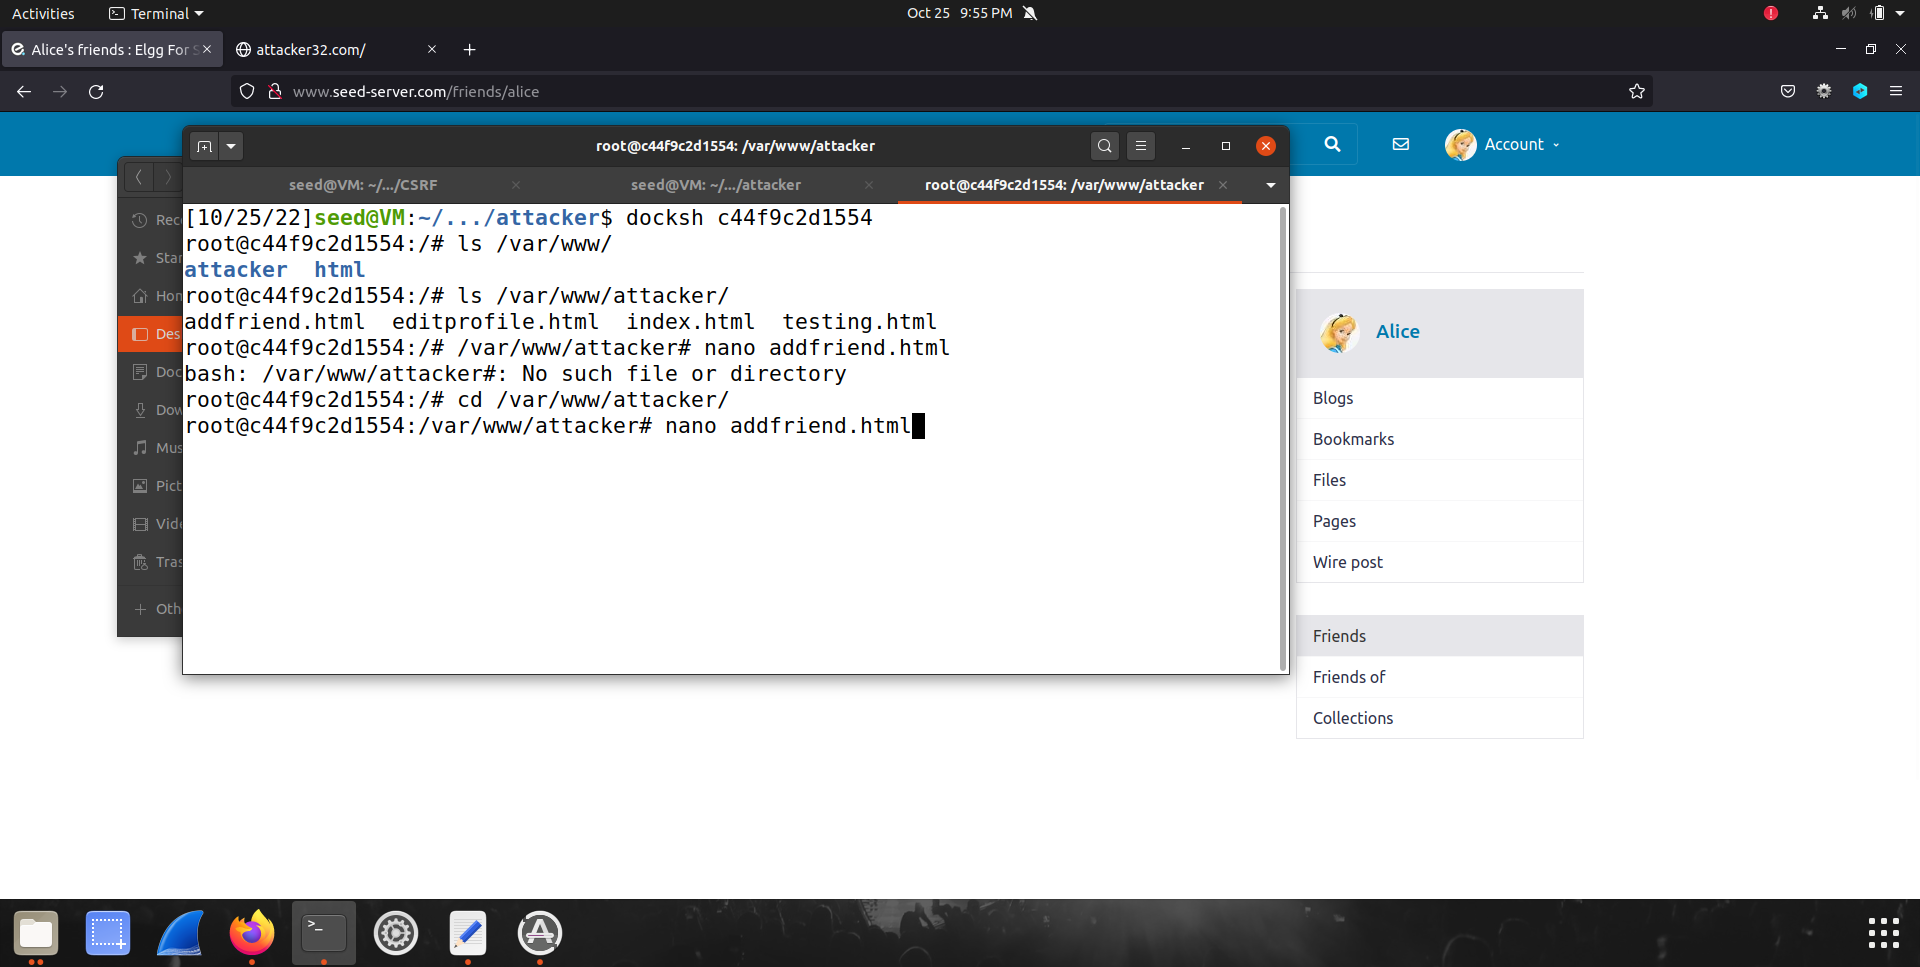 Activities
Terminal
Oct 25 9:55 PM
Alice's friends : Elgg For S
attacker32.com/
www.seed-server.com/friends/alice
Account
root@c44f9c2d1554: /var/www/attacker
seed@VM: ~/.../CSRF
seed@VM: ~/.../attacker
root@c44f9c2d1554: /var/www/attacker
[10/25/22]seed@VM:~/.../attacker$ docksh c44f9c2d1554
root@c44f9c2d1554:/# ls /var/www/
attacker  html
root@c44f9c2d1554:/# ls /var/www/attacker/
addfriend.html  editprofile.html  index.html  testing.html
root@c44f9c2d1554:/# /var/www/attacker# nano addfriend.html
bash: /var/www/attacker#: No such file or directory
root@c44f9c2d1554:/# cd /var/www/attacker/
root@c44f9c2d1554:/var/www/attacker# nano addfriend.html
Rec
Star
Hom
Des
Doc
Dow
Mus
Pict
Vide
Tras
Oth
Alice
Blogs
Bookmarks
Files
Pages
Wire post
Friends
Friends of
Collections